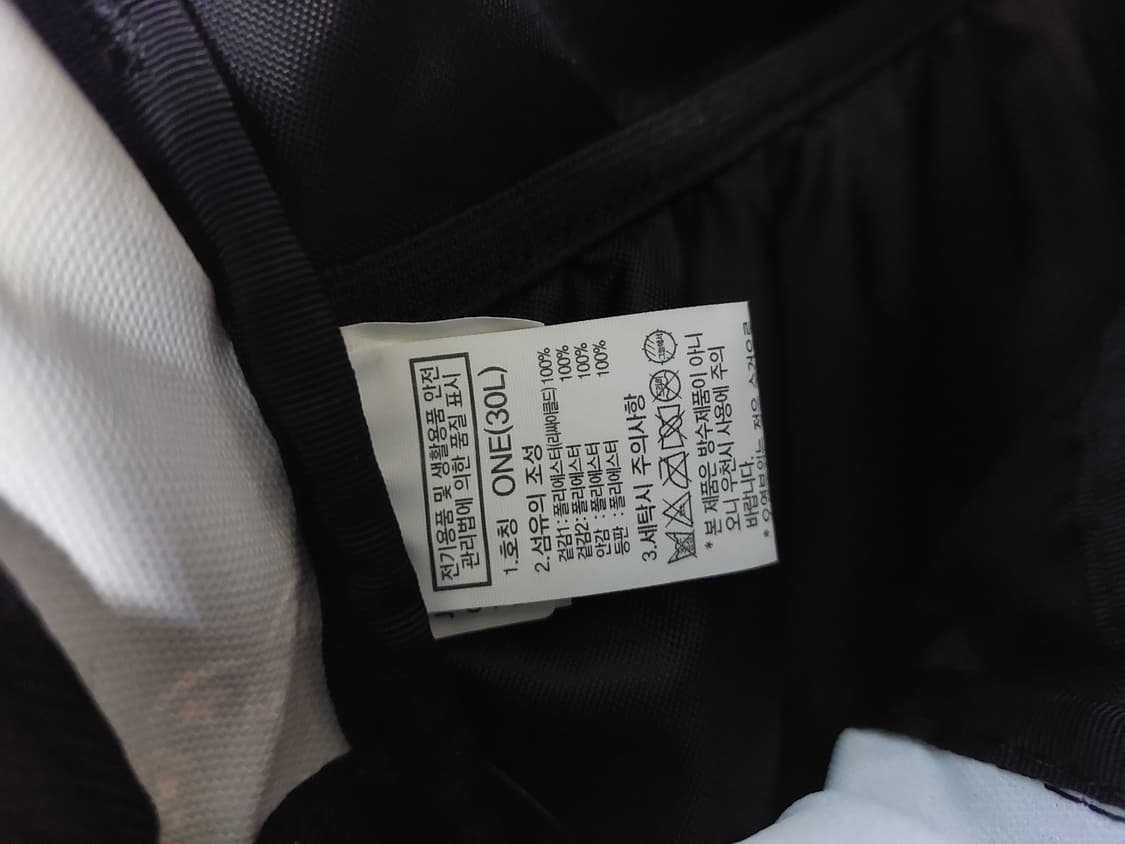 전기용품 및 생활용품 안전
관리법에 의한 품질 표시
1.호칭 ONE(30L)
2.섬유의 조성
겉감1:폴리에스터(리싸이클드)100%
겉감2:폴리에스터 100%
안감 :폴리에스터 100%
등판 :폴리에스터 100%
3.세탁시 주의사항
* 본 제품은 방수제품이 아니
오니 우천시 사용에 주의
바랍니다.